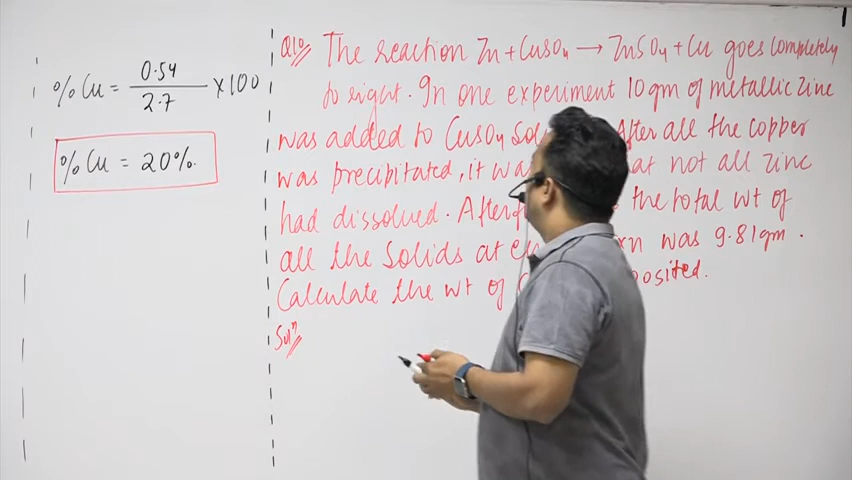 % Cu = 0.54 / 2.7 × 100
% Cu = 20%.
Q10 The reaction Zn + CuSO4 → ZnSO4 + Cu goes completely
to right. In one experiment 10 gm of metallic Zinc
was added to CuSO4 Sol After all the copper
was precipitated, it was at not all zinc
had dissolved. After the total wt of
all the Solids at xn was 9.81 gm.
Calculate the wt of osited.
Solⁿ